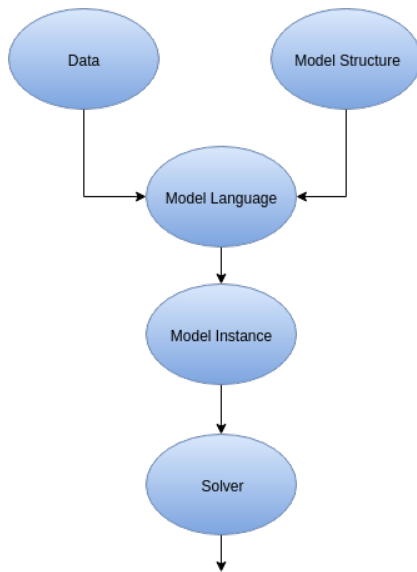 Data
Model Structure
Model Language
Model Instance
Solver